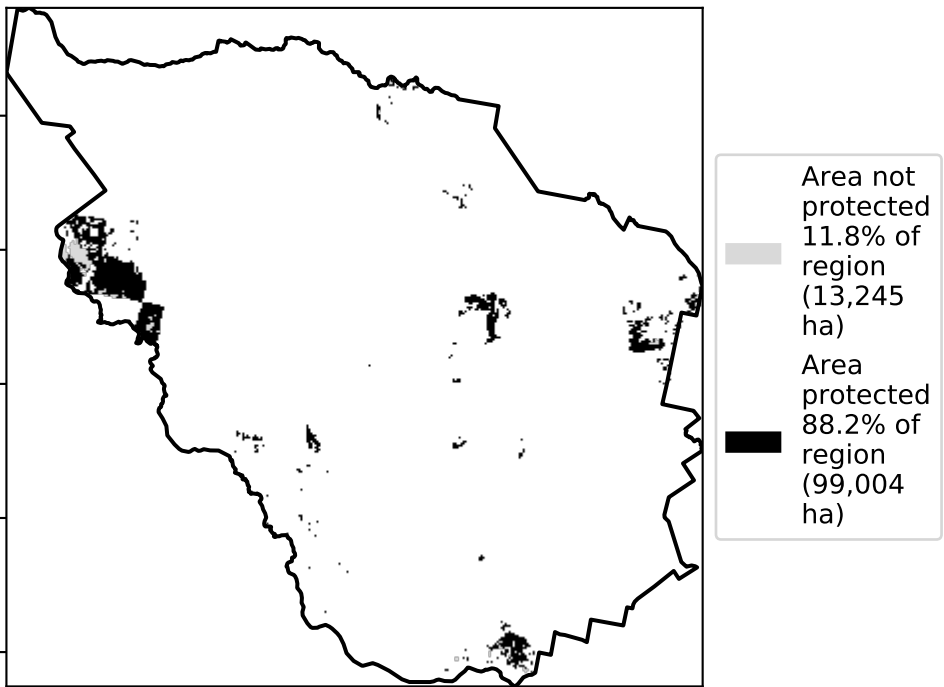 Area not
protected
11.8% of
region
(13,245
ha)
Area
protected
88.2% of
region
(99,004
ha)